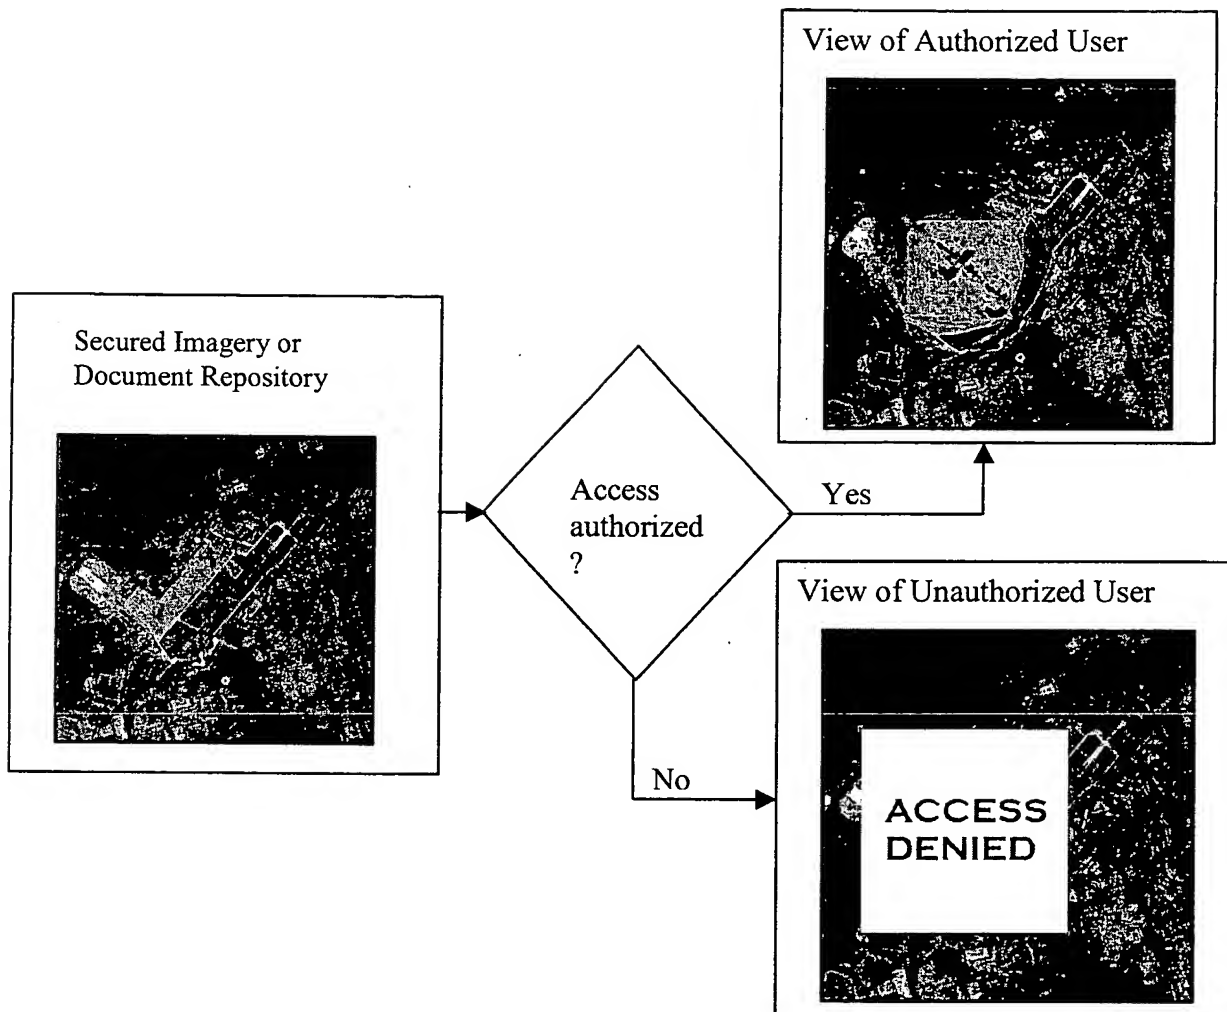 View of Authorized User
Secured Imagery or
Document Repository
Access
authorized
?
Yes
View of Unauthorized User
No
ACCESS
DENIED